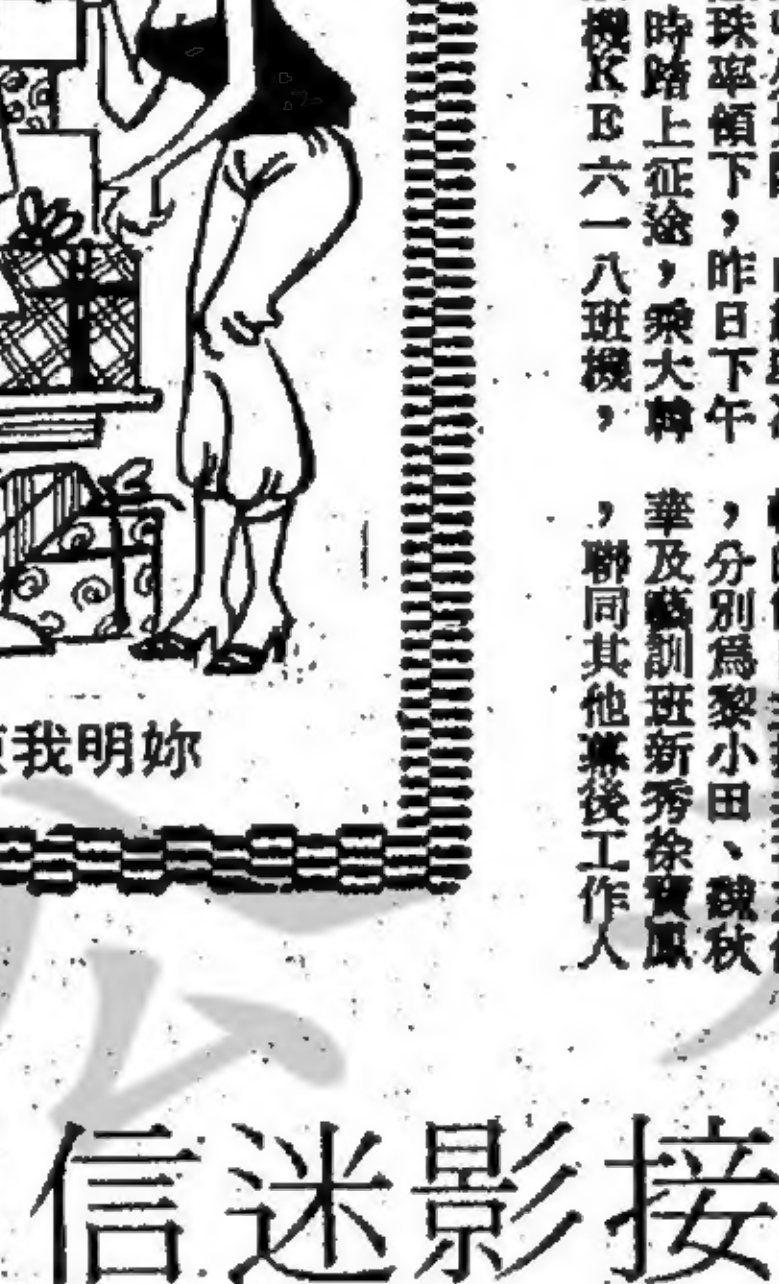 珠率領下，昨日下午
時踏上征途，乘大韓
機KE六一八班機，
，分別爲黎小田、魏秋
華及藝訓班新秀徐寶鳳
，聯同其他幕後工作人
妳明我
接影迷信